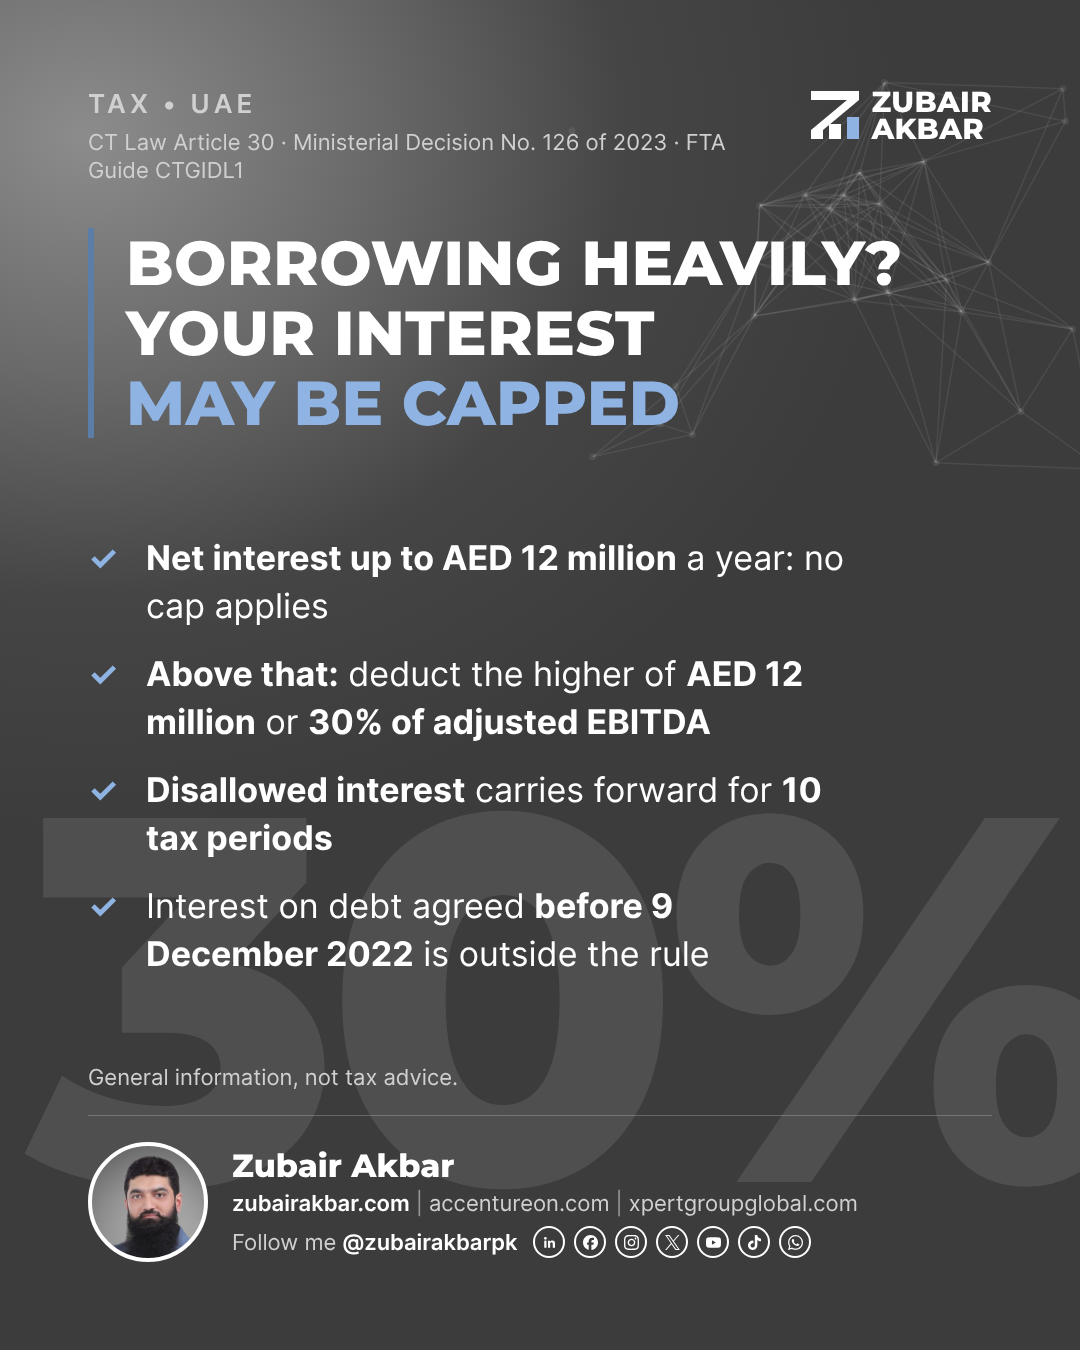 TAX • UAE
CT Law Article 30 · Ministerial Decision No. 126 of 2023 · FTA
Guide CTGIDL1
ZUBAIR
AKBAR
BORROWING HEAVILY?
YOUR INTEREST
MAY BE CAPPED
Net interest up to AED 12 million a year: no
cap applies
Above that: deduct the higher of AED 12
million or 30% of adjusted EBITDA
Disallowed interest carries forward for 10
tax periods
Interest on debt agreed before 9
December 2022 is outside the rule
30%
General information, not tax advice.
Zubair Akbar
zubairakbar.com | accentureon.com | xpertgroupglobal.com
Follow me @zubairakbarpk